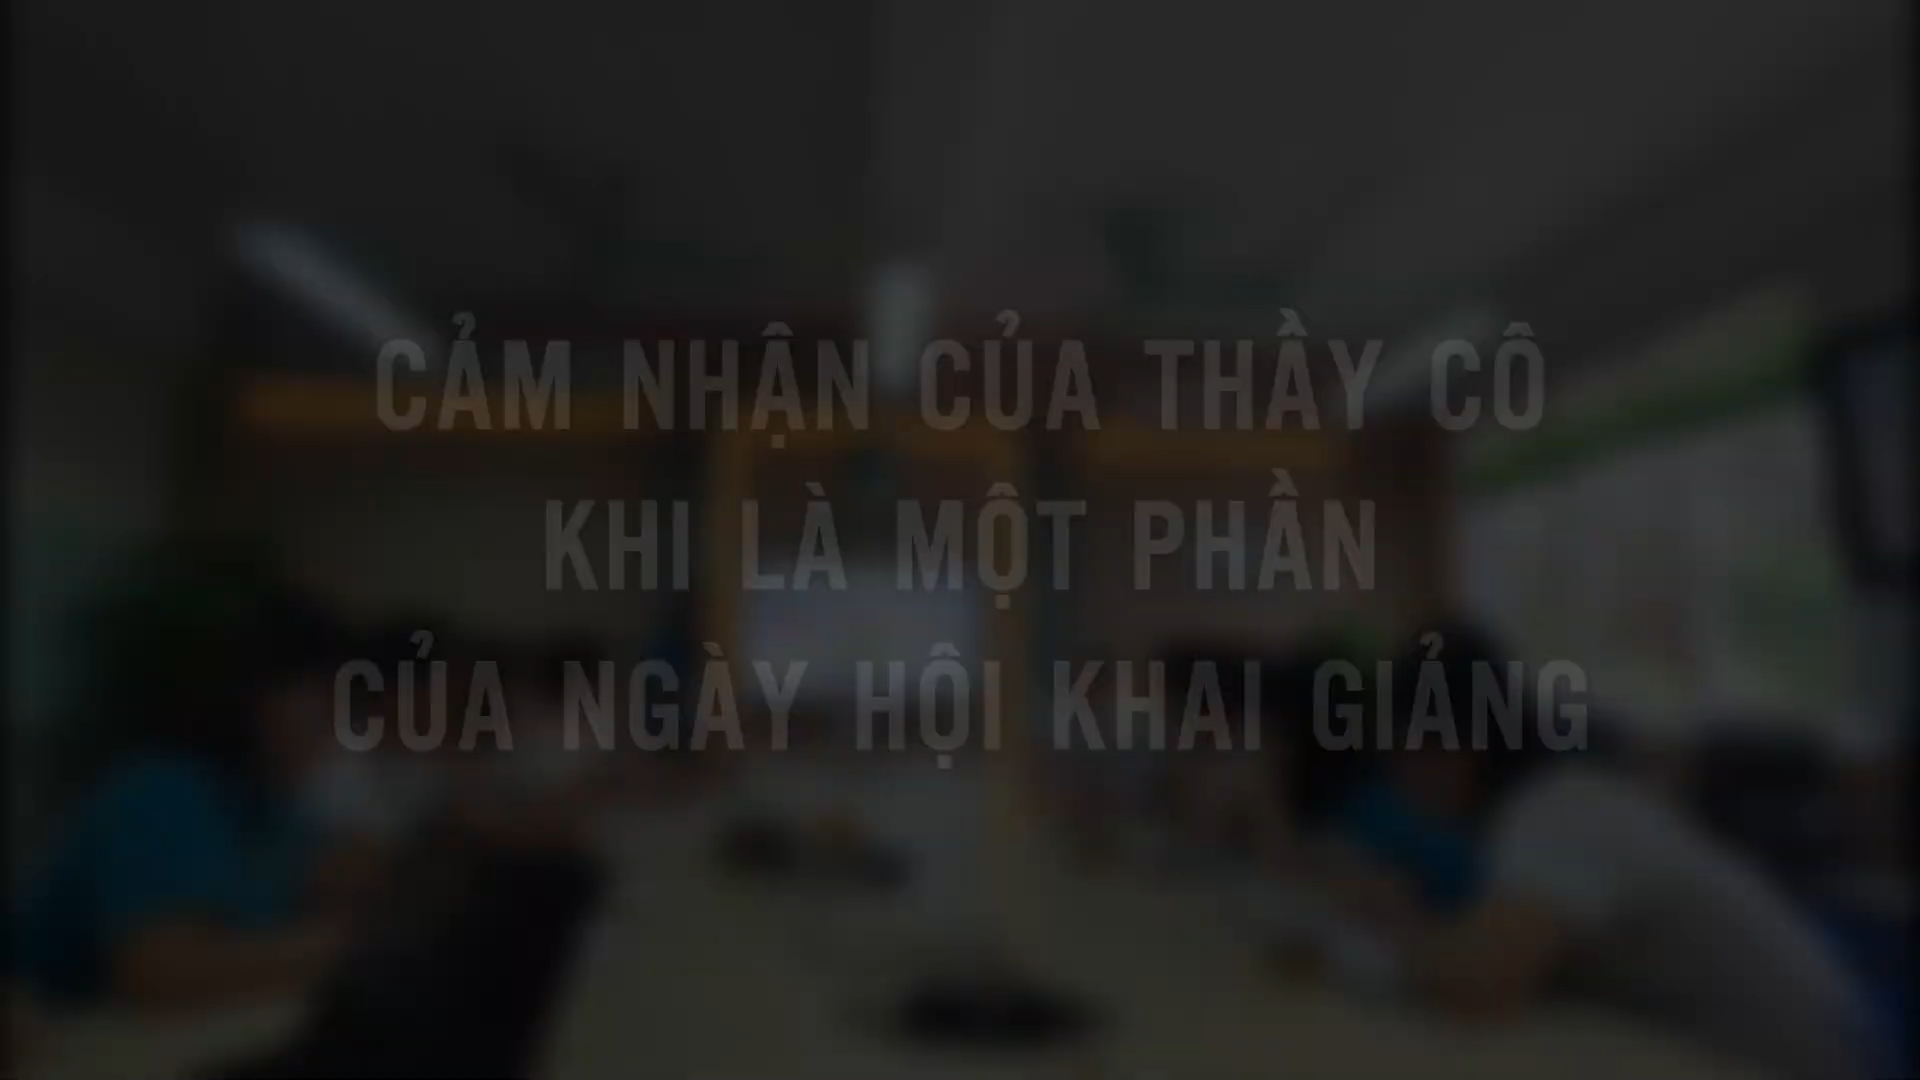 CẢM NHẬN CỦA THẦY CÔ
KHI LÀ MỘT PHẦN
CỦA NGÀY HỘI KHAI GIẢNG